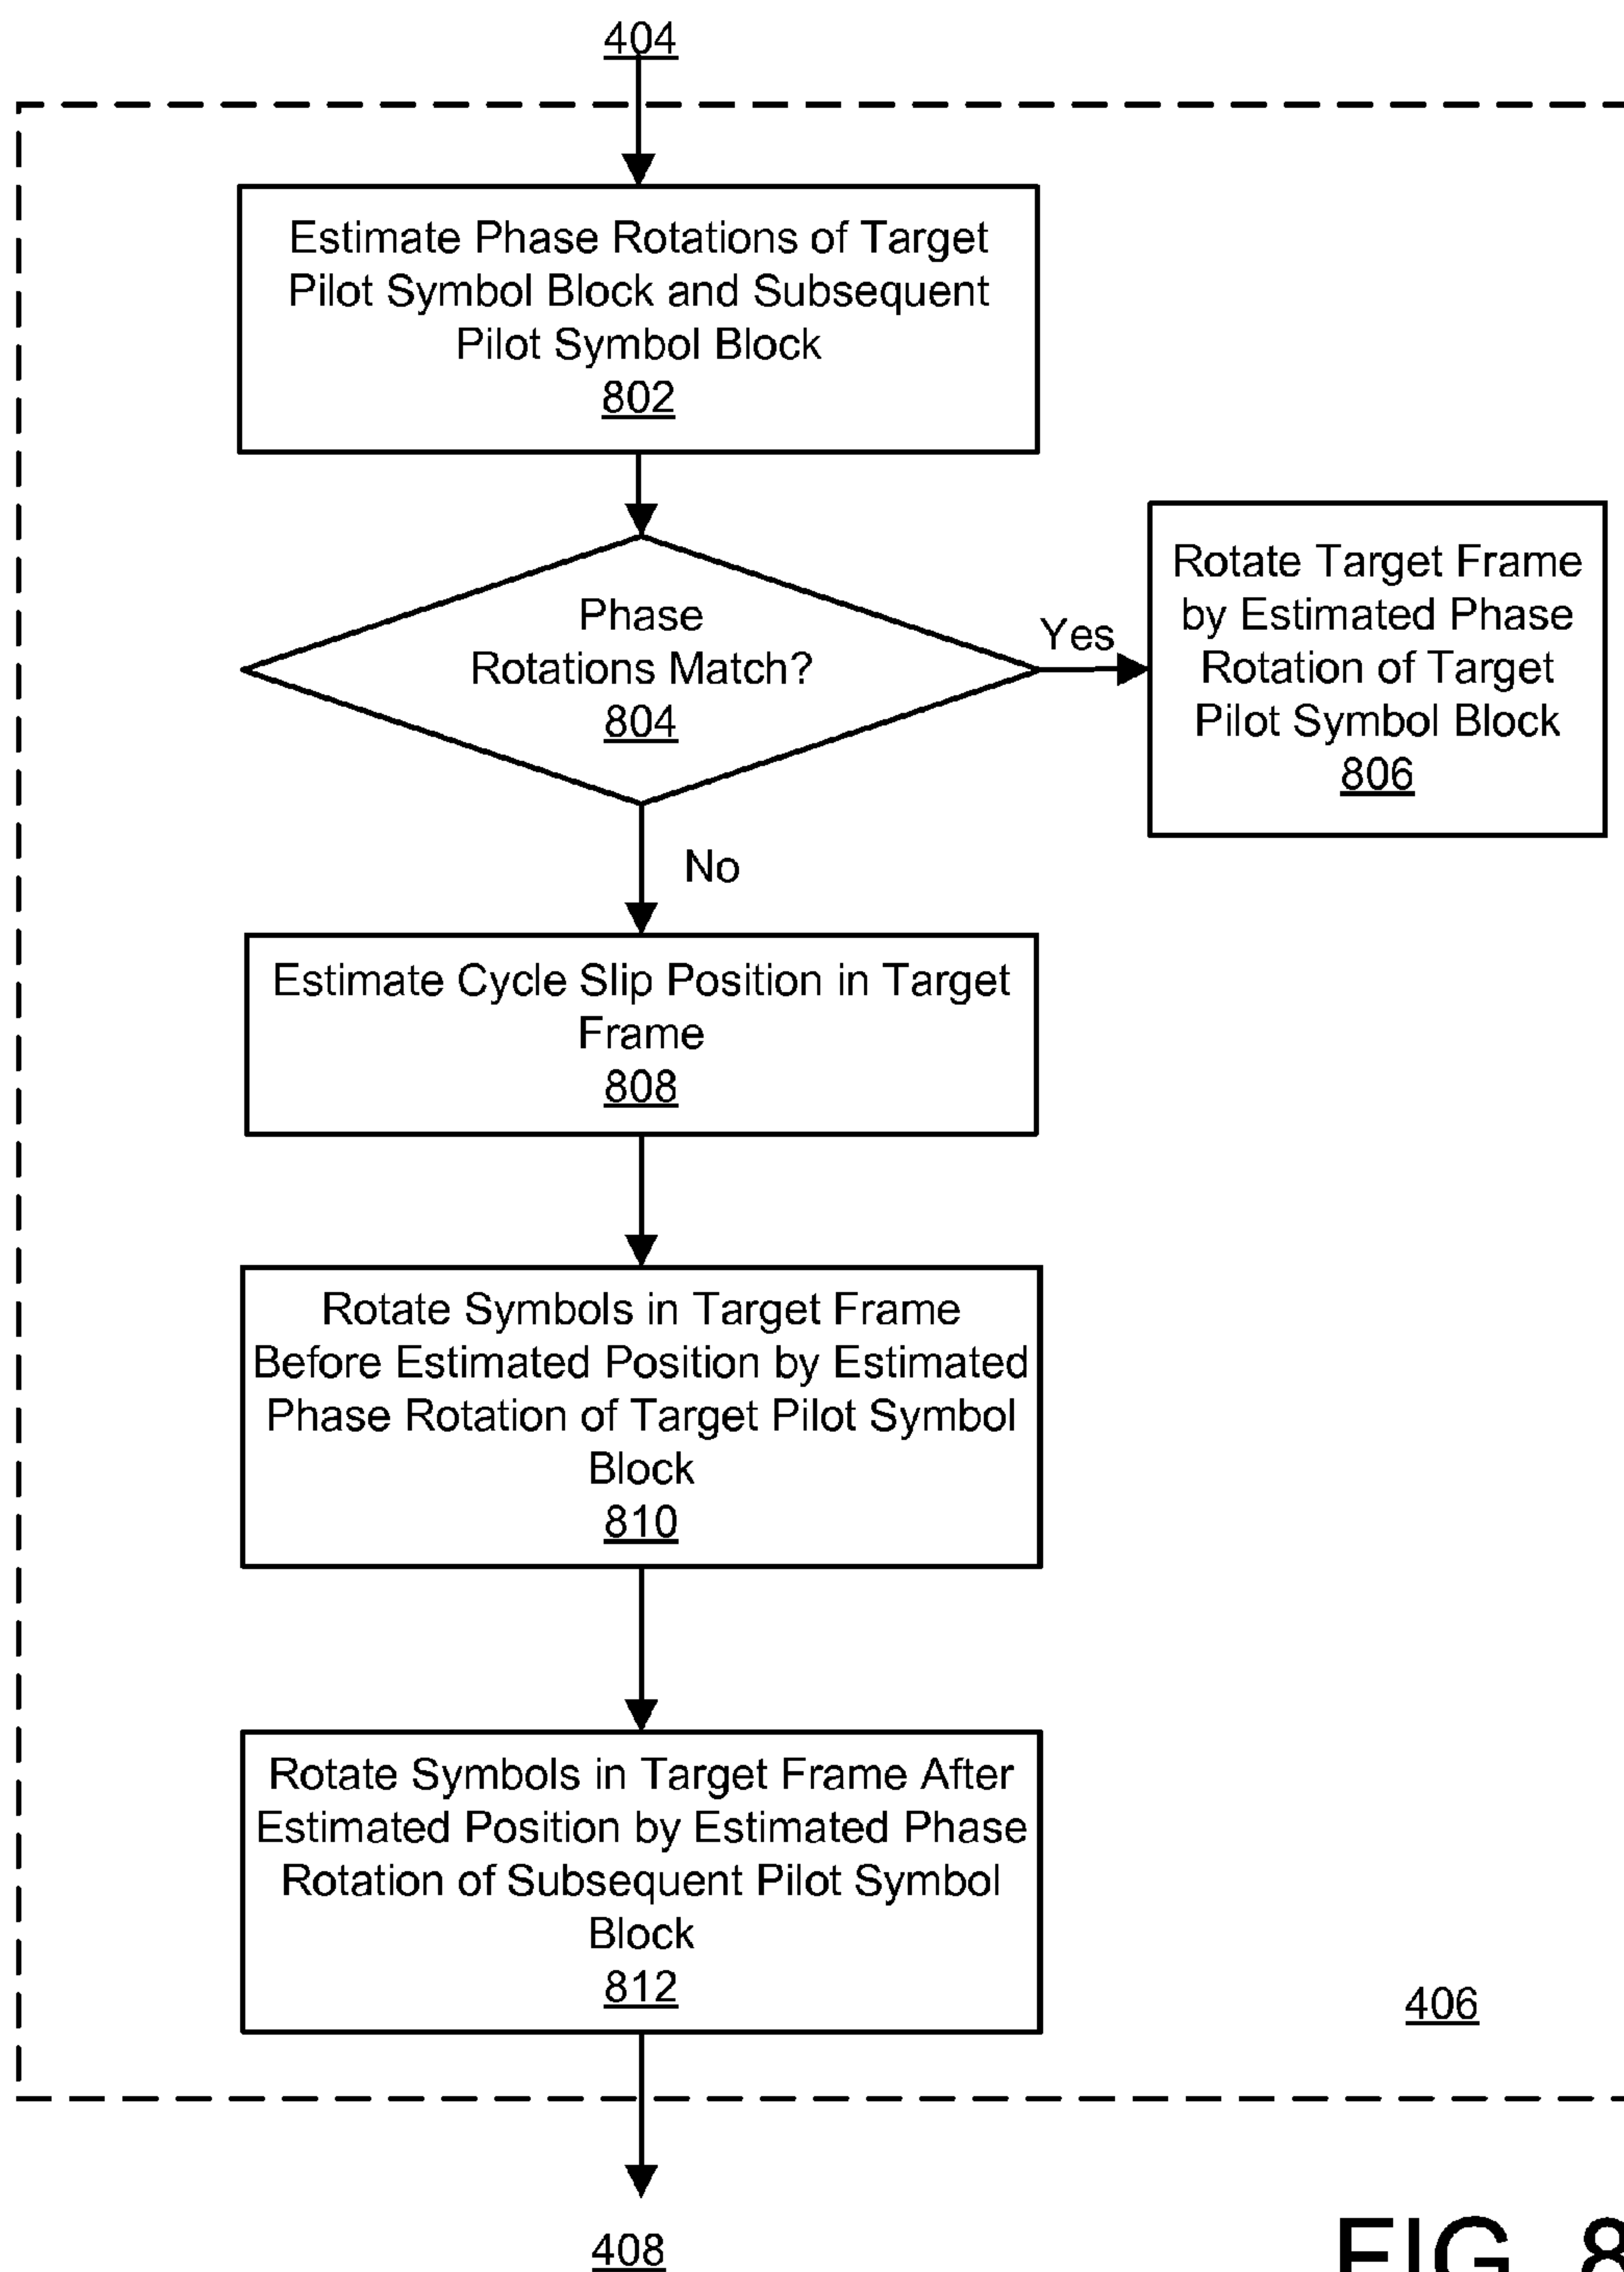 404
Estimate Phase Rotations of Target
Pilot Symbol Block and Subsequent
Pilot Symbol Block
802
Phase
Rotations Match?
804
Yes
Rotate Target Frame
by Estimated Phase
Rotation of Target
Pilot Symbol Block
806
No
Estimate Cycle Slip Position in Target
Frame
808
Rotate Symbols in Target Frame
Before Estimated Position by Estimated
Phase Rotation of Target Pilot Symbol
Block
810
Rotate Symbols in Target Frame After
Estimated Position by Estimated Phase
Rotation of Subsequent Pilot Symbol
Block
812
406
408
FIG. 8